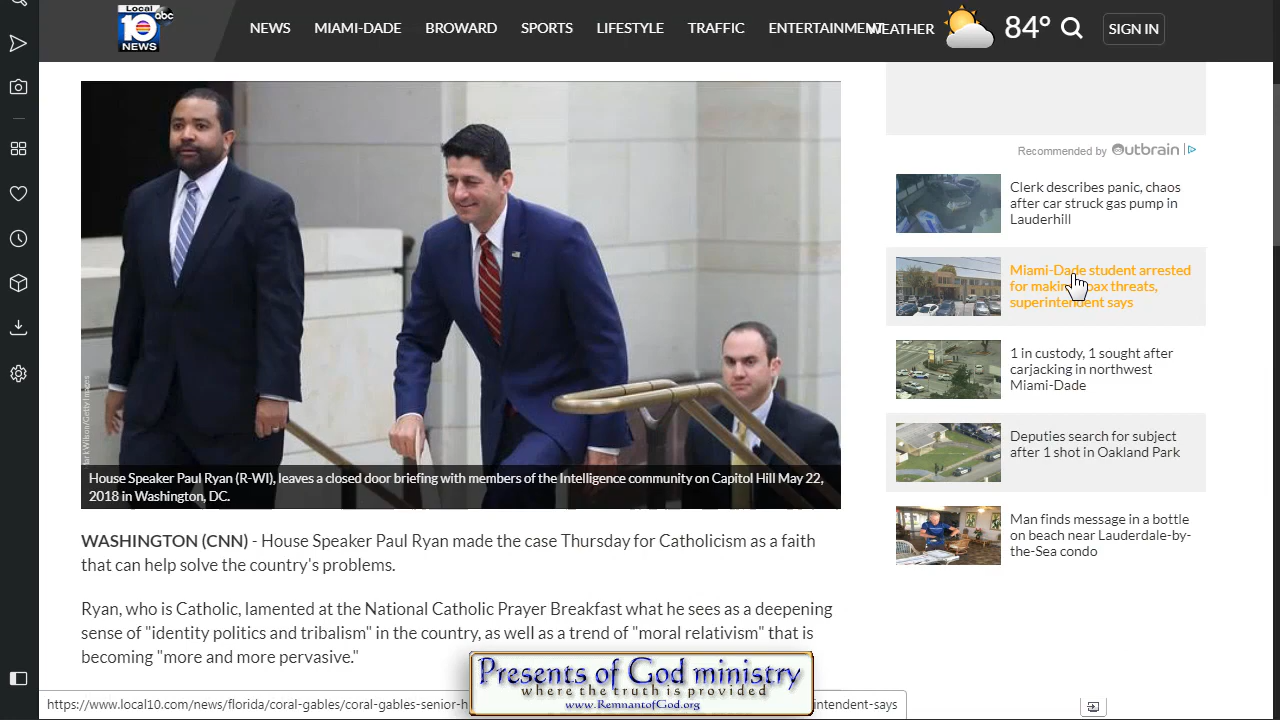 Local
10 abc
NEWS
NEWS
MIAMI-DADE
BROWARD
SPORTS
LIFESTYLE
TRAFFIC
ENTERTAINMENT
WEATHER
84°
SIGN IN
House Speaker Paul Ryan (R-WI), leaves a closed door briefing with members of the Intelligence community on Capitol Hill May 22,
2018 in Washington, DC.
WASHINGTON (CNN) - House Speaker Paul Ryan made the case Thursday for Catholicism as a faith
that can help solve the country's problems.
Ryan, who is Catholic, lamented at the National Catholic Prayer Breakfast what he sees as a deepening
sense of "identity politics and tribalism" in the country, as well as a trend of "moral relativism" that is
becoming "more and more pervasive."
Recommended by Outbrain
Clerk describes panic, chaos
after car struck gas pump in
Lauderhill
Miami-Dade student arrested
for making hoax threats,
superintendent says
1 in custody, 1 sought after
carjacking in northwest
Miami-Dade
Deputies search for subject
after 1 shot in Oakland Park
Man finds message in a bottle
on beach near Lauderdale-by-
the-Sea condo
Presents of God ministry
where the truth is provided
www.RemnantofGod.org
https://www.local10.com/news/florida/coral-gables/coral-gables-senior-h
intendent-says